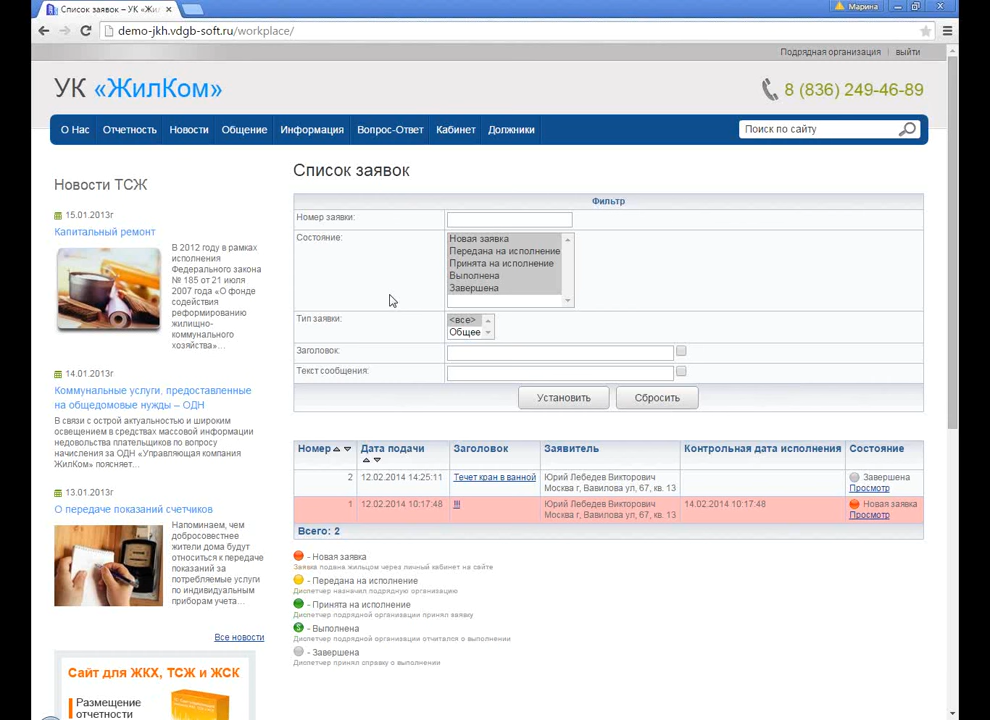 Список заявок – УК «Жи
Марина
demo-jkh.vdgb-soft.ru/workplace/
Подрядная организация | выйти
УК «ЖилКом»
8 (836) 249-46-89
О Нас Отчетность Новости Общение Информация Вопрос-Ответ Кабинет Должники
Поиск по сайту
Новости ТСЖ
15.01.2013г
Капитальный ремонт
В 2012 году в рамках
исполнения
Федерального закона
№ 185 от 21 июля
2007 года «О фонде
содействия
реформированию
жилищно-
коммунального
хозяйства»...
14.01.2013г
Коммунальные услуги, предоставленные
на общедомовые нужды – ОДН
В связи с острой актуальностью и широким
освещением в средствах массовой информации
недовольства плательщиков по вопросу
начисления за ОДН «Управляющая компания
ЖилКом» поясняет...
13.01.2013г
О передаче показаний счетчиков
Напоминаем, чем
добросовестнее
жители дома будут
относиться к передаче
показаний за
потребляемые услуги
по индивидуальным
приборам учета...
Все новости
Сайт для ЖКХ, ТСЖ и ЖСК
Размещение
отчетности
Список заявок
Фильтр
Номер заявки:
Состояние:
Новая заявка
Передана на исполнение
Принята на исполнение
Выполнена
Завершена
Тип заявки:
<все>
Общее
Заголовок:
Текст сообщения:
Установить Сбросить
Номер Дата подачи Заголовок Заявитель Контрольная дата исполнения Состояние
2 12.02.2014 14:25:11 Течет кран в ванной Юрий Лебедев Викторович Завершена
Москва г, Вавилова ул, 67, кв. 13 Просмотр
1 12.02.2014 10:17:48 !!! Юрий Лебедев Викторович 14.02.2014 10:17:48 Новая заявка
Москва г, Вавилова ул, 67, кв. 13 Просмотр
Всего: 2
- Новая заявка
Заявка подана жильцом через личный кабинет на сайте
- Передана на исполнение
Диспетчер назначил подрядную организацию
- Принята на исполнение
Диспетчер подрядной организации принял заявку
- Выполнена
Диспетчер подрядной организации отчитался о выполнении
- Завершена
Диспетчер принял справку о выполнении